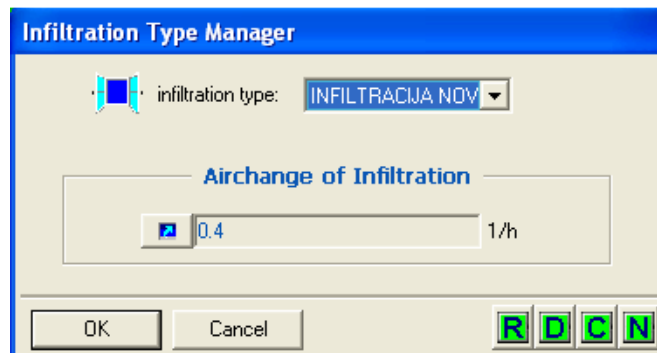 Infiltration Type Manager
infiltration type: INFILTRACIJA NOV
Airchange of Infiltration
0.4 1/h
OK Cancel R D C N